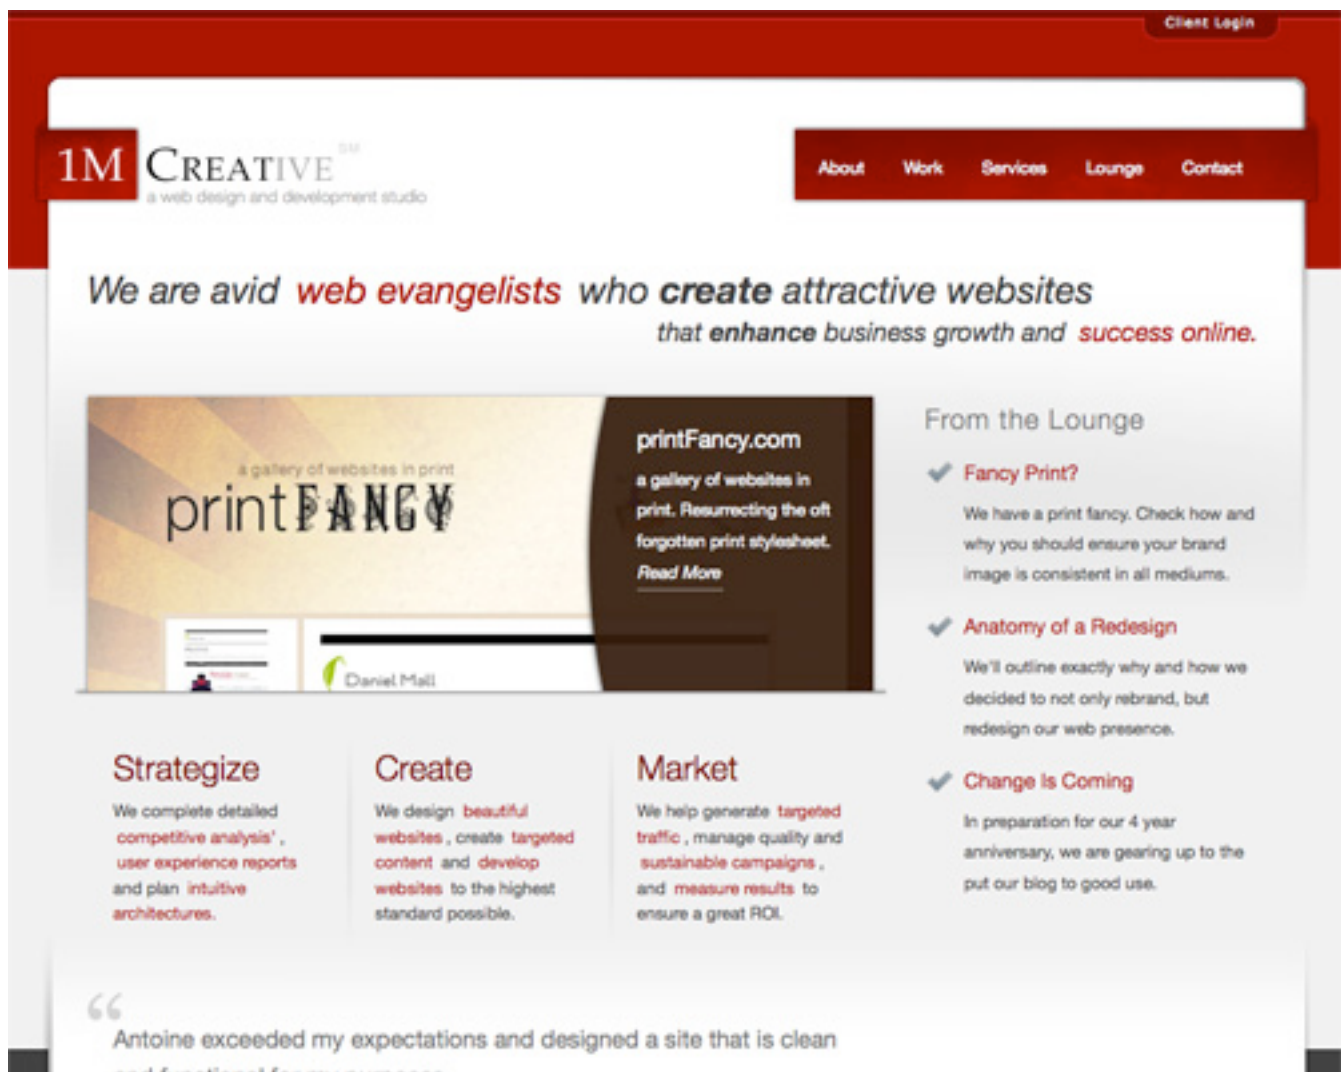 Client Login
1M CREATIVE SM
a web design and development studio
About Work Services Lounge Contact
We are avid web evangelists who create attractive websites
that enhance business growth and success online.
a gallery of websites in print
printFANCY
Daniel Mall
printFancy.com
a gallery of websites in
print. Resurrecting the oft
forgotten print stylesheet.
Read More
From the Lounge
Fancy Print?
We have a print fancy. Check how and
why you should ensure your brand
image is consistent in all mediums.
Anatomy of a Redesign
We'll outline exactly why and how we
decided to not only rebrand, but
redesign our web presence.
Change Is Coming
In preparation for our 4 year
anniversary, we are gearing up to the
put our blog to good use.
Strategize
We complete detailed
competitive analysis',
user experience reports
and plan intuitive
architectures.
Create
We design beautiful
websites, create targeted
content and develop
websites to the highest
standard possible.
Market
We help generate targeted
traffic, manage quality and
sustainable campaigns,
and measure results to
ensure a great ROI.
“
Antoine exceeded my expectations and designed a site that is clean